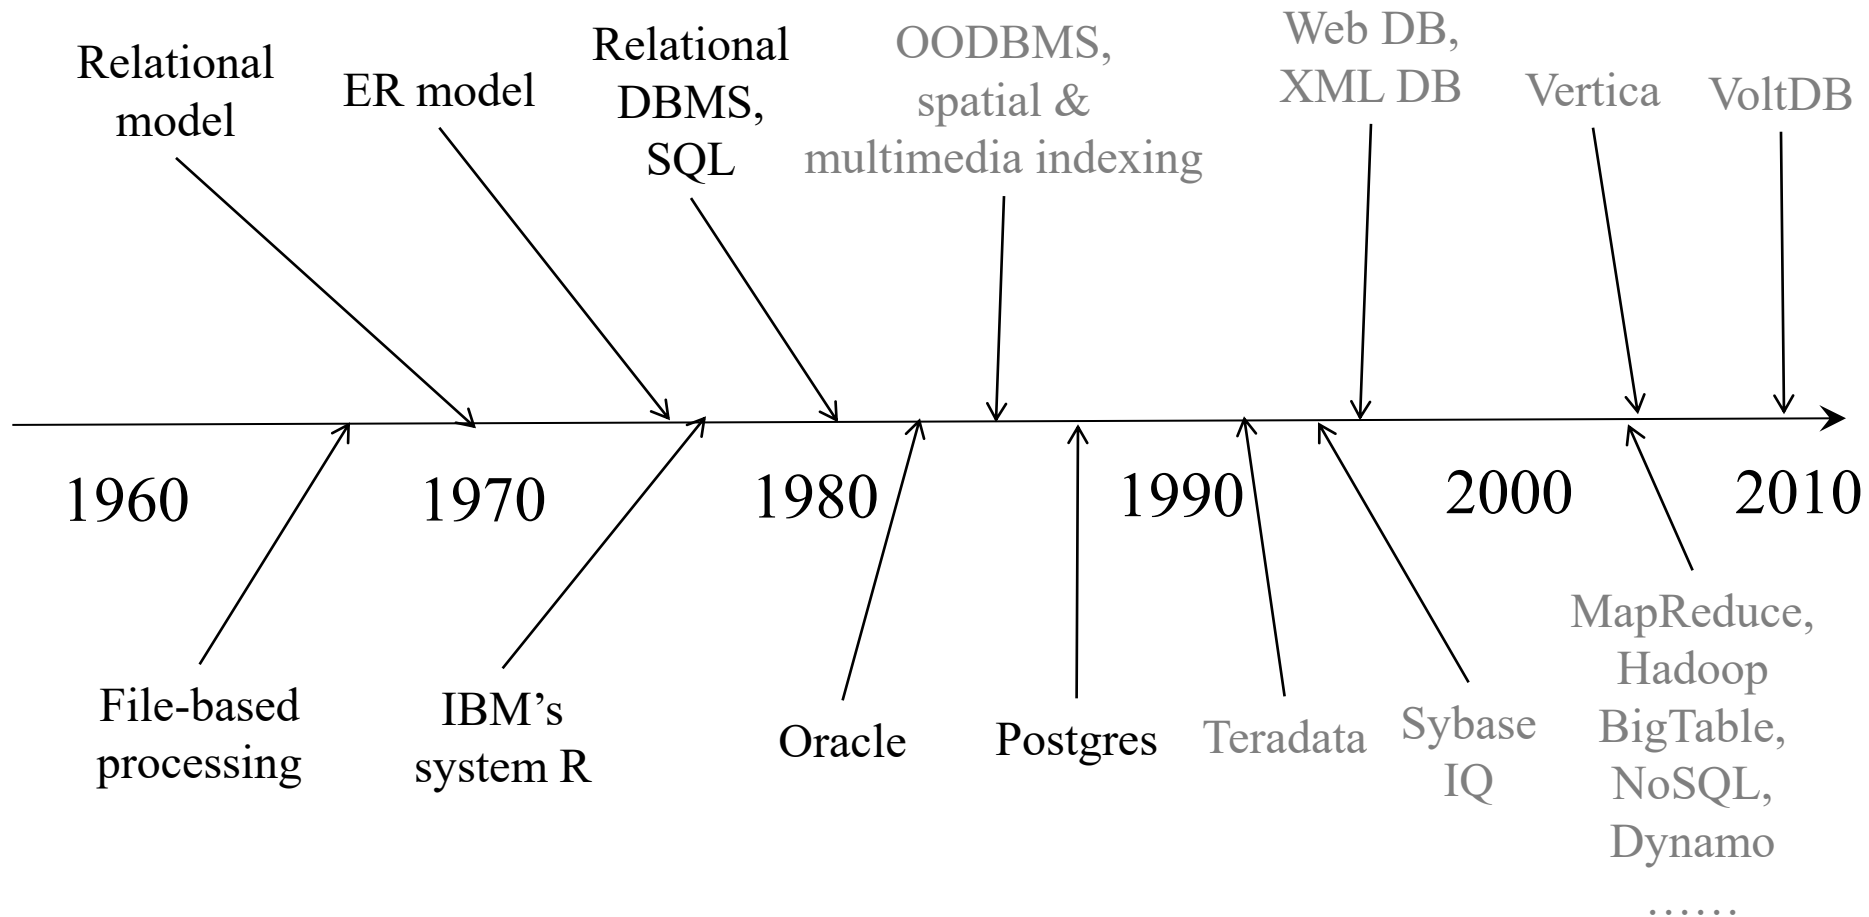 Relational
model
ER model
Relational
DBMS,
SQL
OODBMS,
spatial &
multimedia indexing
Web DB,
XML DB
Vertica
VoltDB
1960
1970
1980
1990
2000
2010
File-based
processing
IBM’s
system R
Oracle
Postgres
Teradata
Sybase
IQ
MapReduce,
Hadoop
BigTable,
NoSQL,
Dynamo
……